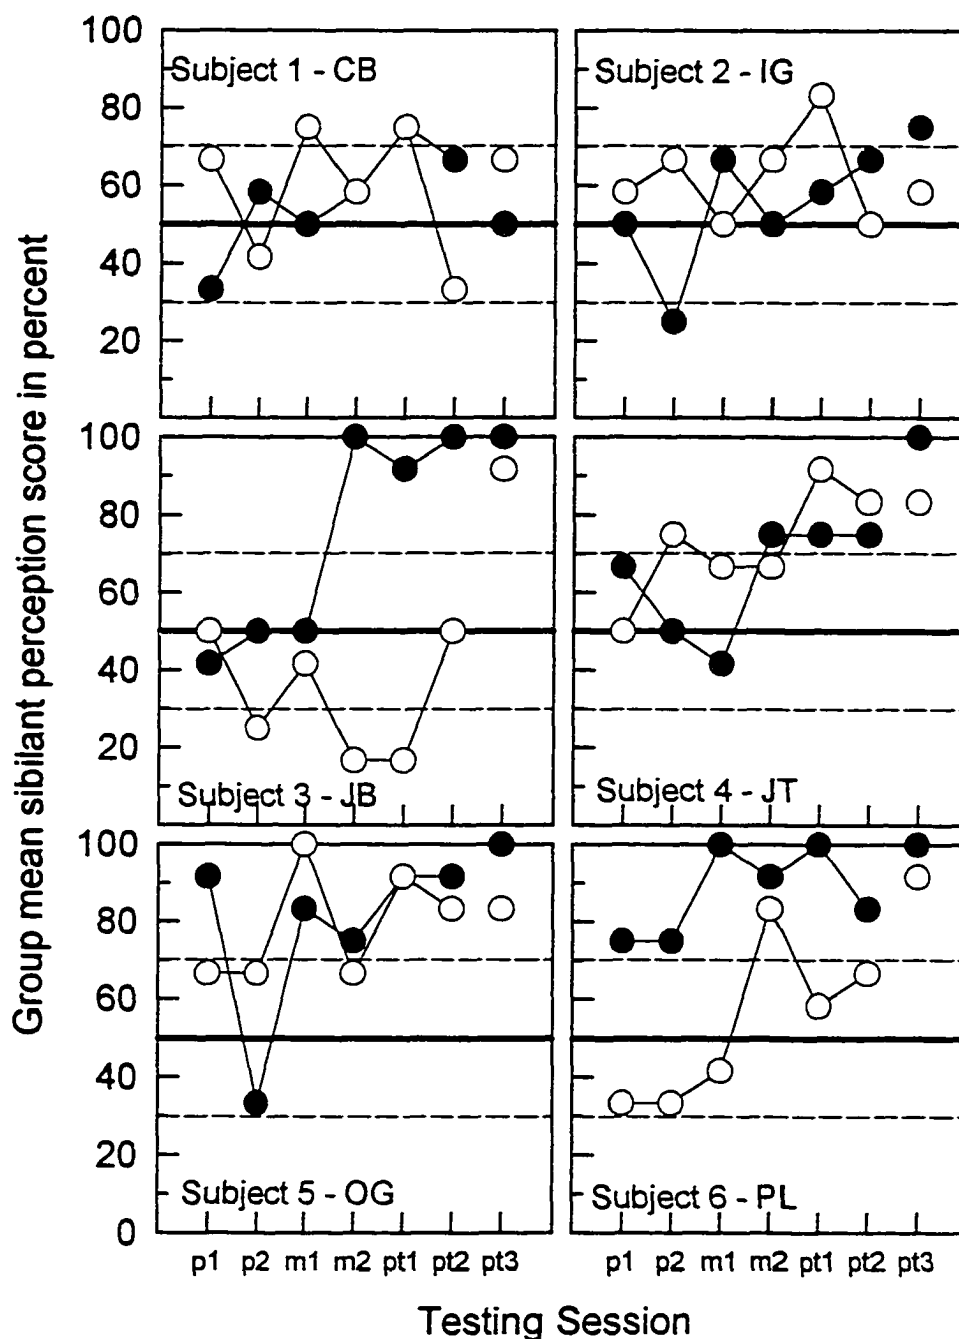 Group mean sibilant perception score in percent
100
80
60
40
20
Subject 1 - CB
Subject 2 - IG
100
80
60
40
20
Subject 3 - JB
Subject 4 - JT
100
80
60
40
20
0
Subject 5 - OG
Subject 6 - PL
p1 p2 m1 m2 pt1 pt2 pt3
p1 p2 m1 m2 pt1 pt2 pt3
Testing Session